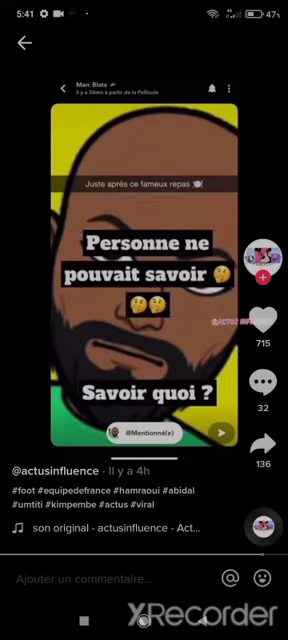 5:41
47%
Marc Blata
il y a 36mn à partir de la Pellicule
Juste après ce fameux repas 🍽
Personne ne
pouvait savoir 🤔
🤔🤔
ACTUS INFLUENCE
Savoir quoi ?
@Mentionné(e)
715
32
136
@actusinfluence · Il y a 4h
#foot #equipedefrance #hamraoui #abidal
#umtiti #kimpembe #actus #viral
son original - actusinfluence - Act...
Ajouter un commentaire...
XRecorder